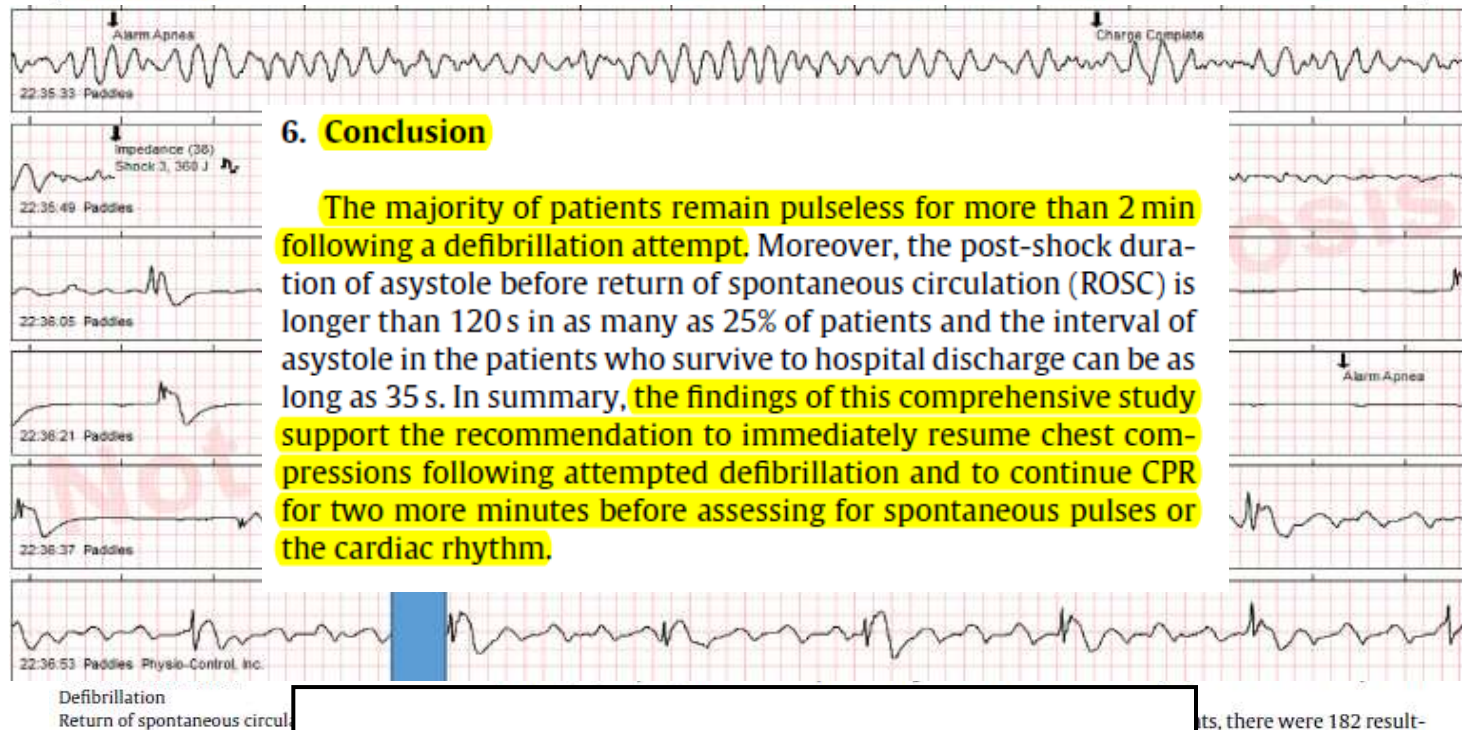 Alarm Apnea
Charge Complete
22:35:33 Paddles
6. Conclusion
Impedance (38)
Shock 3, 360 J
22:35:49 Paddles
The majority of patients remain pulseless for more than 2 min
following a defibrillation attempt. Moreover, the post-shock dura-
tion of asystole before return of spontaneous circulation (ROSC) is
longer than 120 s in as many as 25% of patients and the interval of
asystole in the patients who survive to hospital discharge can be as
long as 35 s. In summary, the findings of this comprehensive study
support the recommendation to immediately resume chest com-
pressions following attempted defibrillation and to continue CPR
for two more minutes before assessing for spontaneous pulses or
the cardiac rhythm.
22:36:05 Paddles
Alarm Apnea
22:36:21 Paddles
Not
osis
22:36:37 Paddles
22:36:53 Paddles Physio-Control, Inc.
Defibrillation
Return of spontaneous circula
nts, there were 182 result-